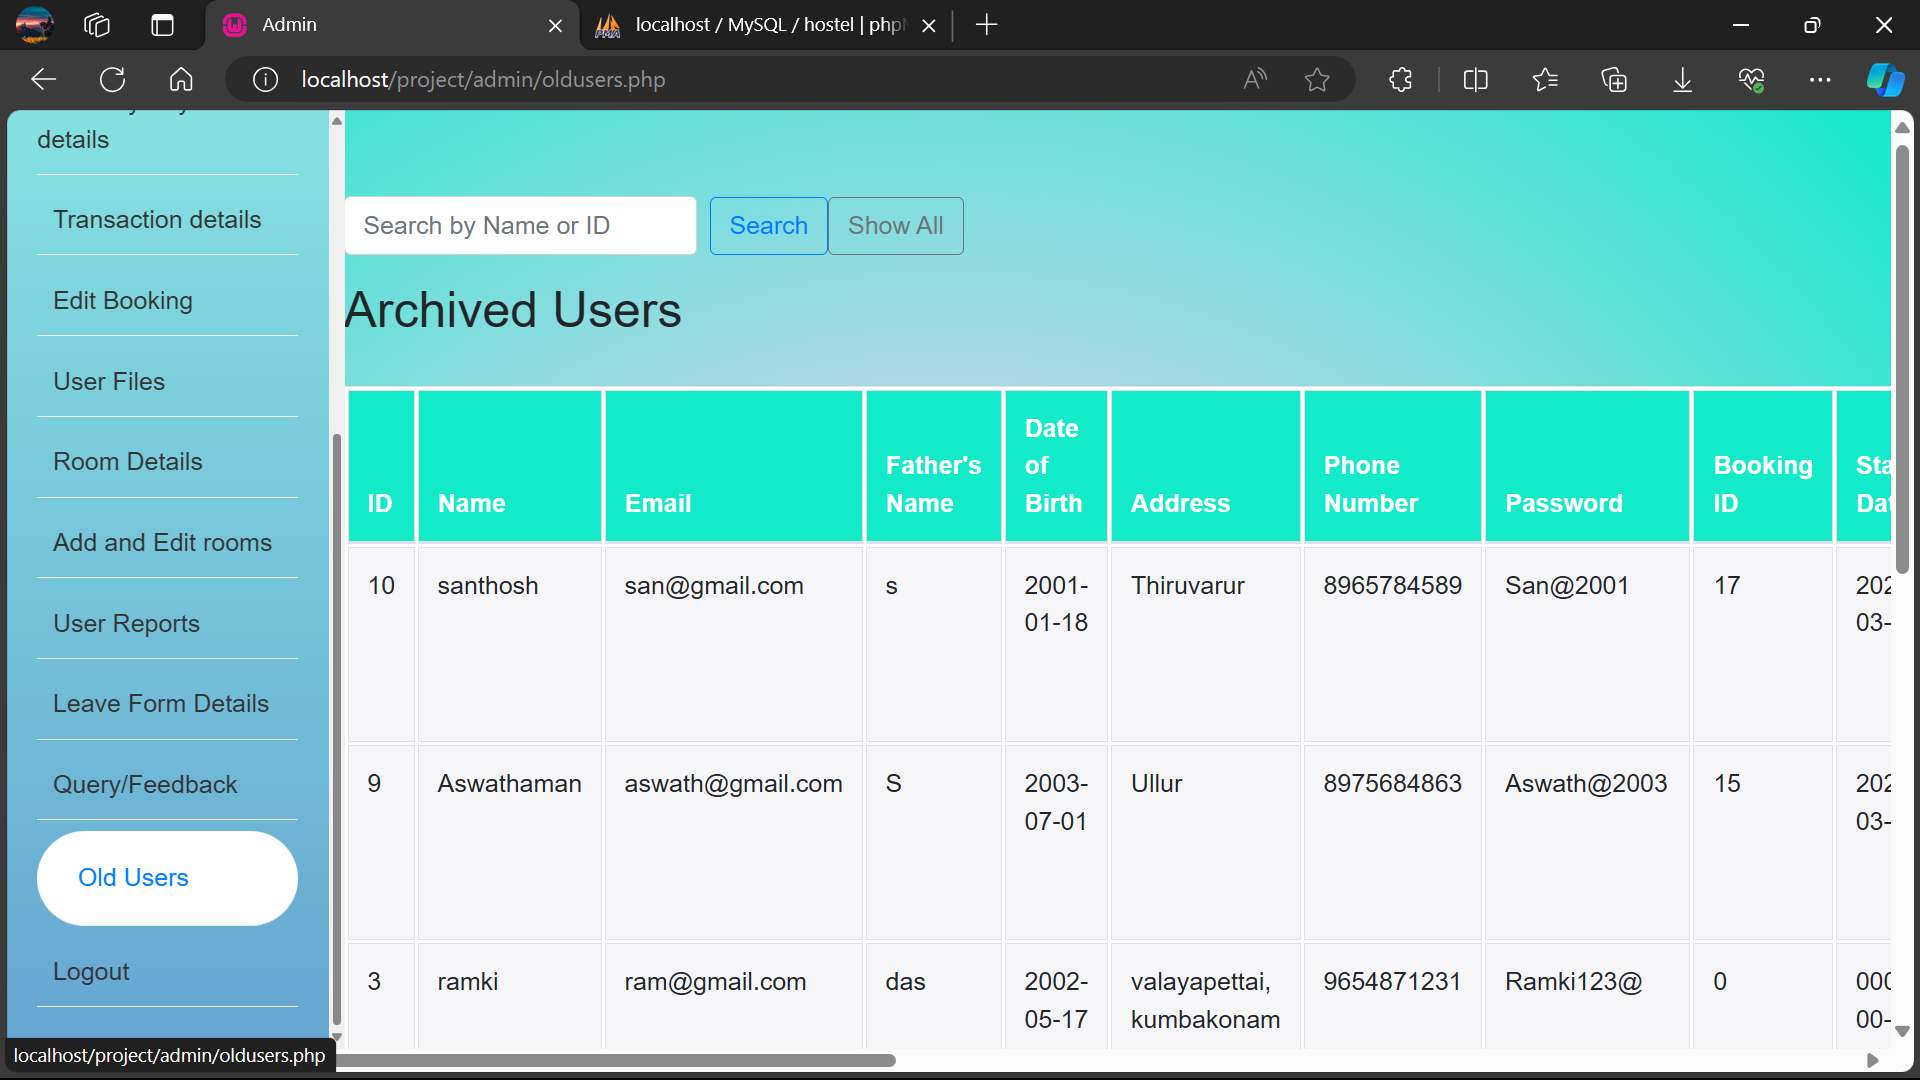 Admin
localhost / MySQL / hostel | php
localhost/project/admin/oldusers.php
details
Transaction details
Edit Booking
User Files
Room Details
Add and Edit rooms
User Reports
Leave Form Details
Query/Feedback
Old Users
Logout
localhost/project/admin/oldusers.php
Search by Name or ID
Search
Show All
Archived Users
ID
Name
Email
Father's
Name
Date
of
Birth
Address
Phone
Number
Password
Booking
ID
Sta
Dat
10
santhosh
san@gmail.com
s
2001-
01-18
Thiruvarur
8965784589
San@2001
17
202
03-
9
Aswathaman
aswath@gmail.com
S
2003-
07-01
Ullur
8975684863
Aswath@2003
15
202
03-
3
ramki
ram@gmail.com
das
2002-
05-17
valayapettai,
kumbakonam
9654871231
Ramki123@
0
000
00-